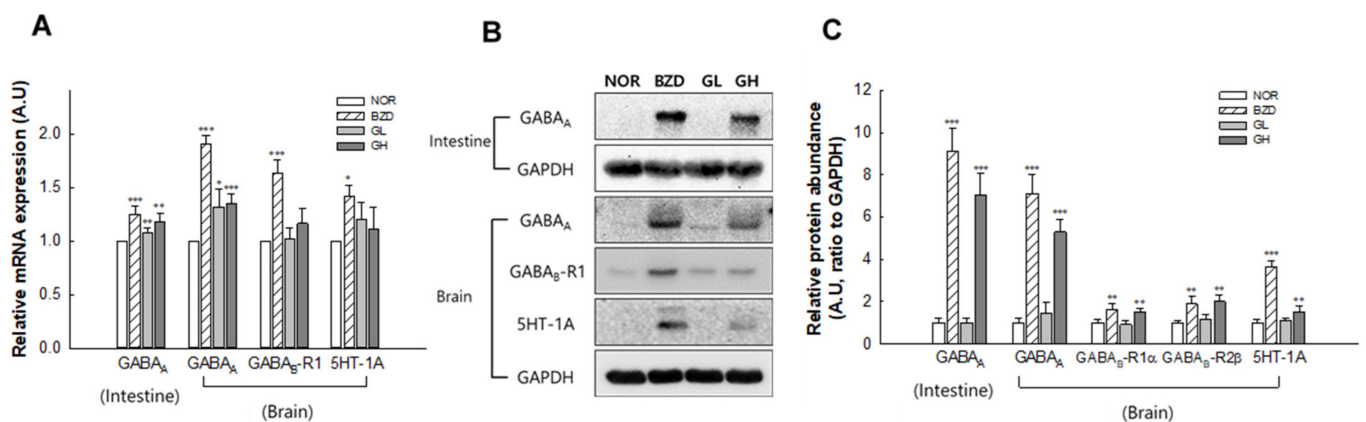 A
Relative mRNA expression (A.U)
2.0
1.5
1.0
0.5
0.0
NOR
BZD
GL
GH
***
**
**
***
*
***
***
*
GABAA
GABAA
GABAB-R1
5HT-1A
(Intestine)
(Brain)
B
NOR BZD GL GH
Intestine
GABAA
GAPDH
Brain
GABAA
GABAB-R1
5HT-1A
GAPDH
C
Relative protein abundance
(A.U, ratio to GAPDH)
12
10
8
6
4
2
0
NOR
BZD
GL
GH
***
***
***
***
**
**
**
**
***
**
GABAA
GABAA
GABAB-R1α
GABAB-R2β
5HT-1A
(Intestine)
(Brain)